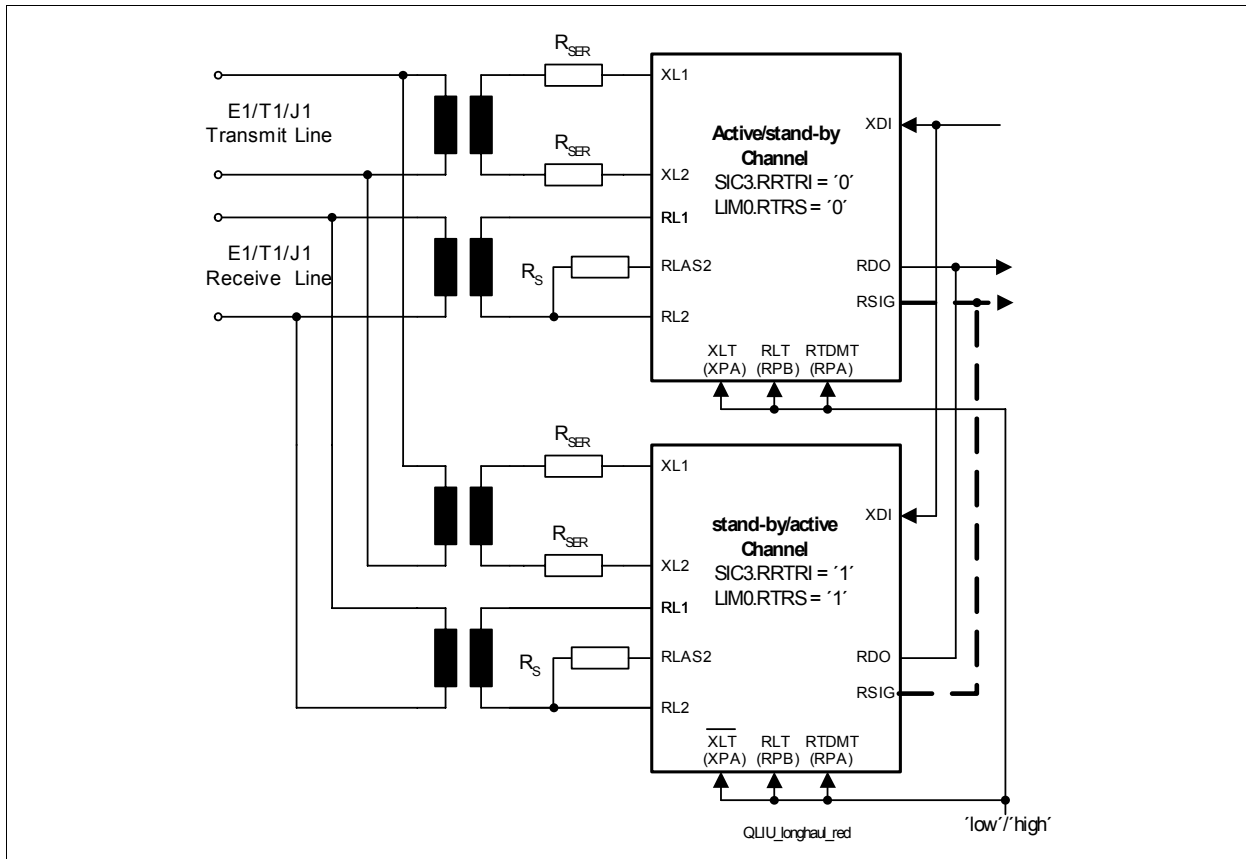 R_SER
XL1
E1/T1/J1
Transmit Line
XDI
Active/stand-by
Channel
R_SER
XL2
SIC3.RRTRI = ´0´
LIM0.RTRS = ´0´
RL1
E1/T1/J1
Receive Line
R_S
RLAS2
RDO
RSIG
RL2
XLT RLT RTDMT
(XPA) (RPB) (RPA)
R_SER
XL1
XDI
stand-by/active
Channel
R_SER
XL2
SIC3.RRTRI = ´1´
LIM0.RTRS = ´1´
RL1
R_S
RLAS2
RDO
RSIG
RL2
X̅L̅T̅ RLT RTDMT
(XPA) (RPB) (RPA)
QLIU_longhaul_red
´low´/´high´